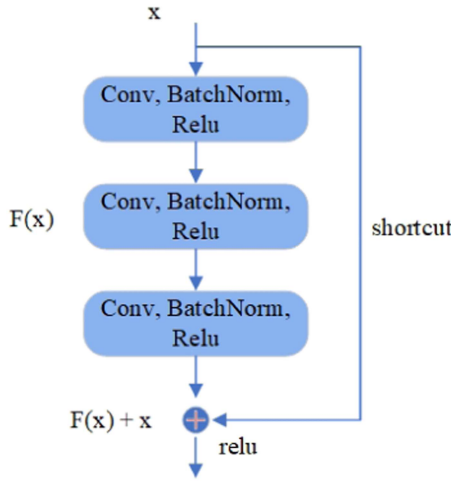 x
Conv, BatchNorm,
Relu
F(x)
Conv, BatchNorm,
Relu
shortcut
Conv, BatchNorm,
Relu
F(x) + x
relu